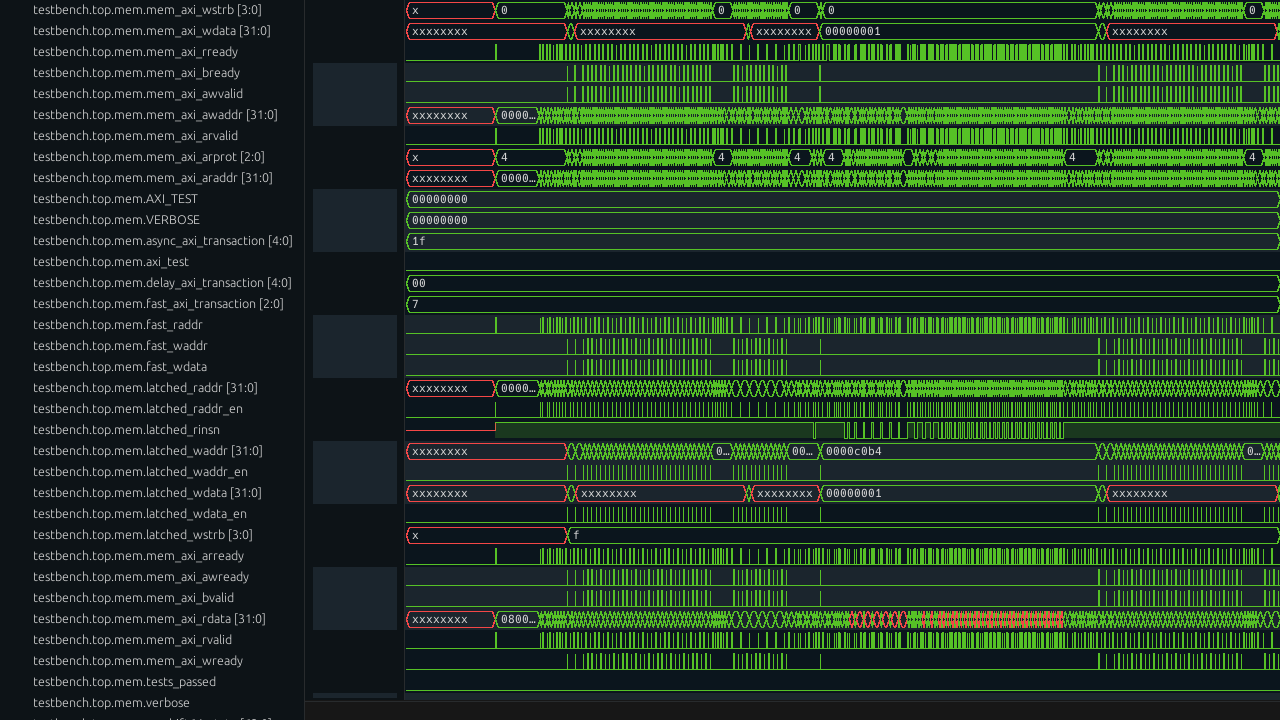 testbench.top.mem.mem_axi_wstrb [3:0] x 0 0 0 0 0
testbench.top.mem.mem_axi_wdata [31:0] xxxxxxxx xxxxxxxx xxxxxxxx 00000001 xxxxxxxx
testbench.top.mem.mem_axi_rready
testbench.top.mem.mem_axi_bready
testbench.top.mem.mem_axi_awvalid
testbench.top.mem.mem_axi_awaddr [31:0] xxxxxxxx 0000…
testbench.top.mem.mem_axi_arvalid
testbench.top.mem.mem_axi_arprot [2:0] x 4 4 4 4 4 4
testbench.top.mem.mem_axi_araddr [31:0] xxxxxxxx 0000…
testbench.top.mem.AXI_TEST 00000000
testbench.top.mem.VERBOSE 00000000
testbench.top.mem.async_axi_transaction [4:0] 1f
testbench.top.mem.axi_test
testbench.top.mem.delay_axi_transaction [4:0] 00
testbench.top.mem.fast_axi_transaction [2:0] 7
testbench.top.mem.fast_raddr
testbench.top.mem.fast_waddr
testbench.top.mem.fast_wdata
testbench.top.mem.latched_raddr [31:0] xxxxxxxx 0000…
testbench.top.mem.latched_raddr_en
testbench.top.mem.latched_rinsn
testbench.top.mem.latched_waddr [31:0] xxxxxxxx 0… 00… 0000c0b4 0…
testbench.top.mem.latched_waddr_en
testbench.top.mem.latched_wdata [31:0] xxxxxxxx xxxxxxxx xxxxxxxx 00000001 xxxxxxxx
testbench.top.mem.latched_wdata_en
testbench.top.mem.latched_wstrb [3:0] x f
testbench.top.mem.mem_axi_arready
testbench.top.mem.mem_axi_awready
testbench.top.mem.mem_axi_bvalid
testbench.top.mem.mem_axi_rdata [31:0] xxxxxxxx 0800…
testbench.top.mem.mem_axi_rvalid
testbench.top.mem.mem_axi_wready
testbench.top.mem.tests_passed
testbench.top.mem.verbose